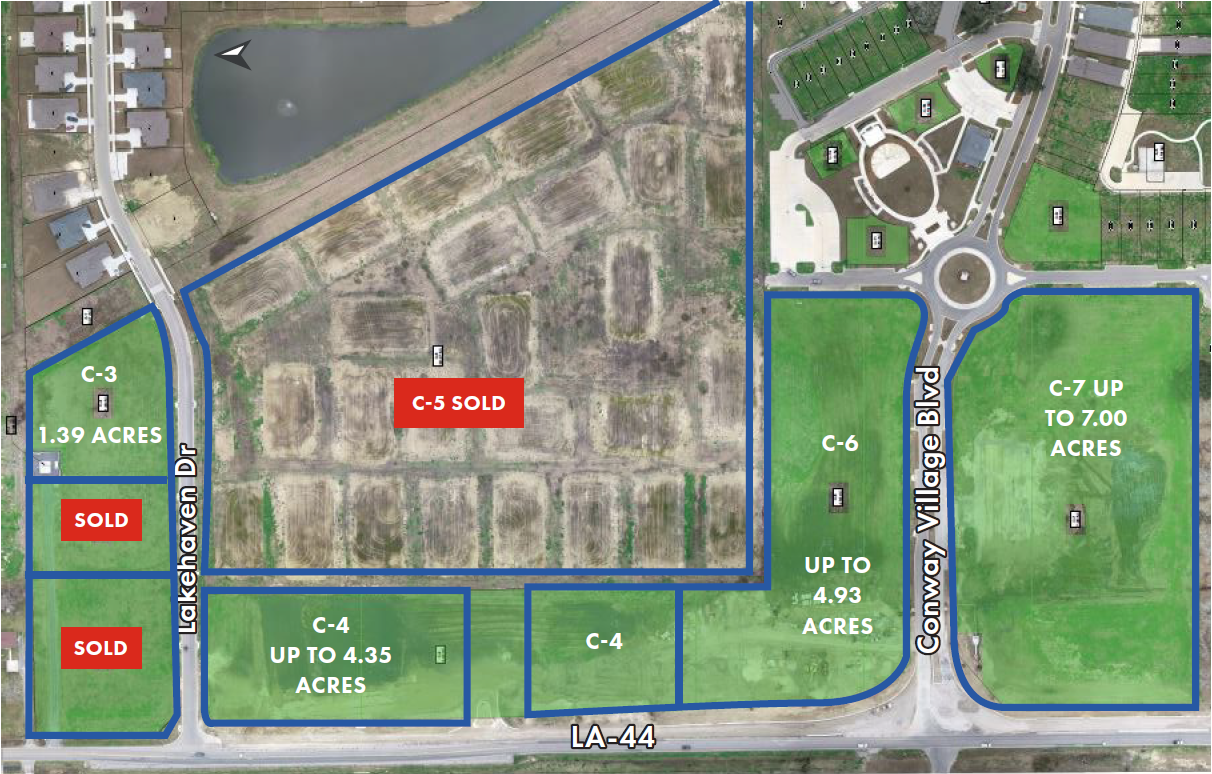 C-3
1.39 ACRES
SOLD
SOLD
Lakehaven Dr
C-5 SOLD
C-4
UP TO 4.35
ACRES
C-4
C-6
UP TO
4.93
ACRES
Conway Village Blvd
C-7 UP
TO 7.00
ACRES
LA-44